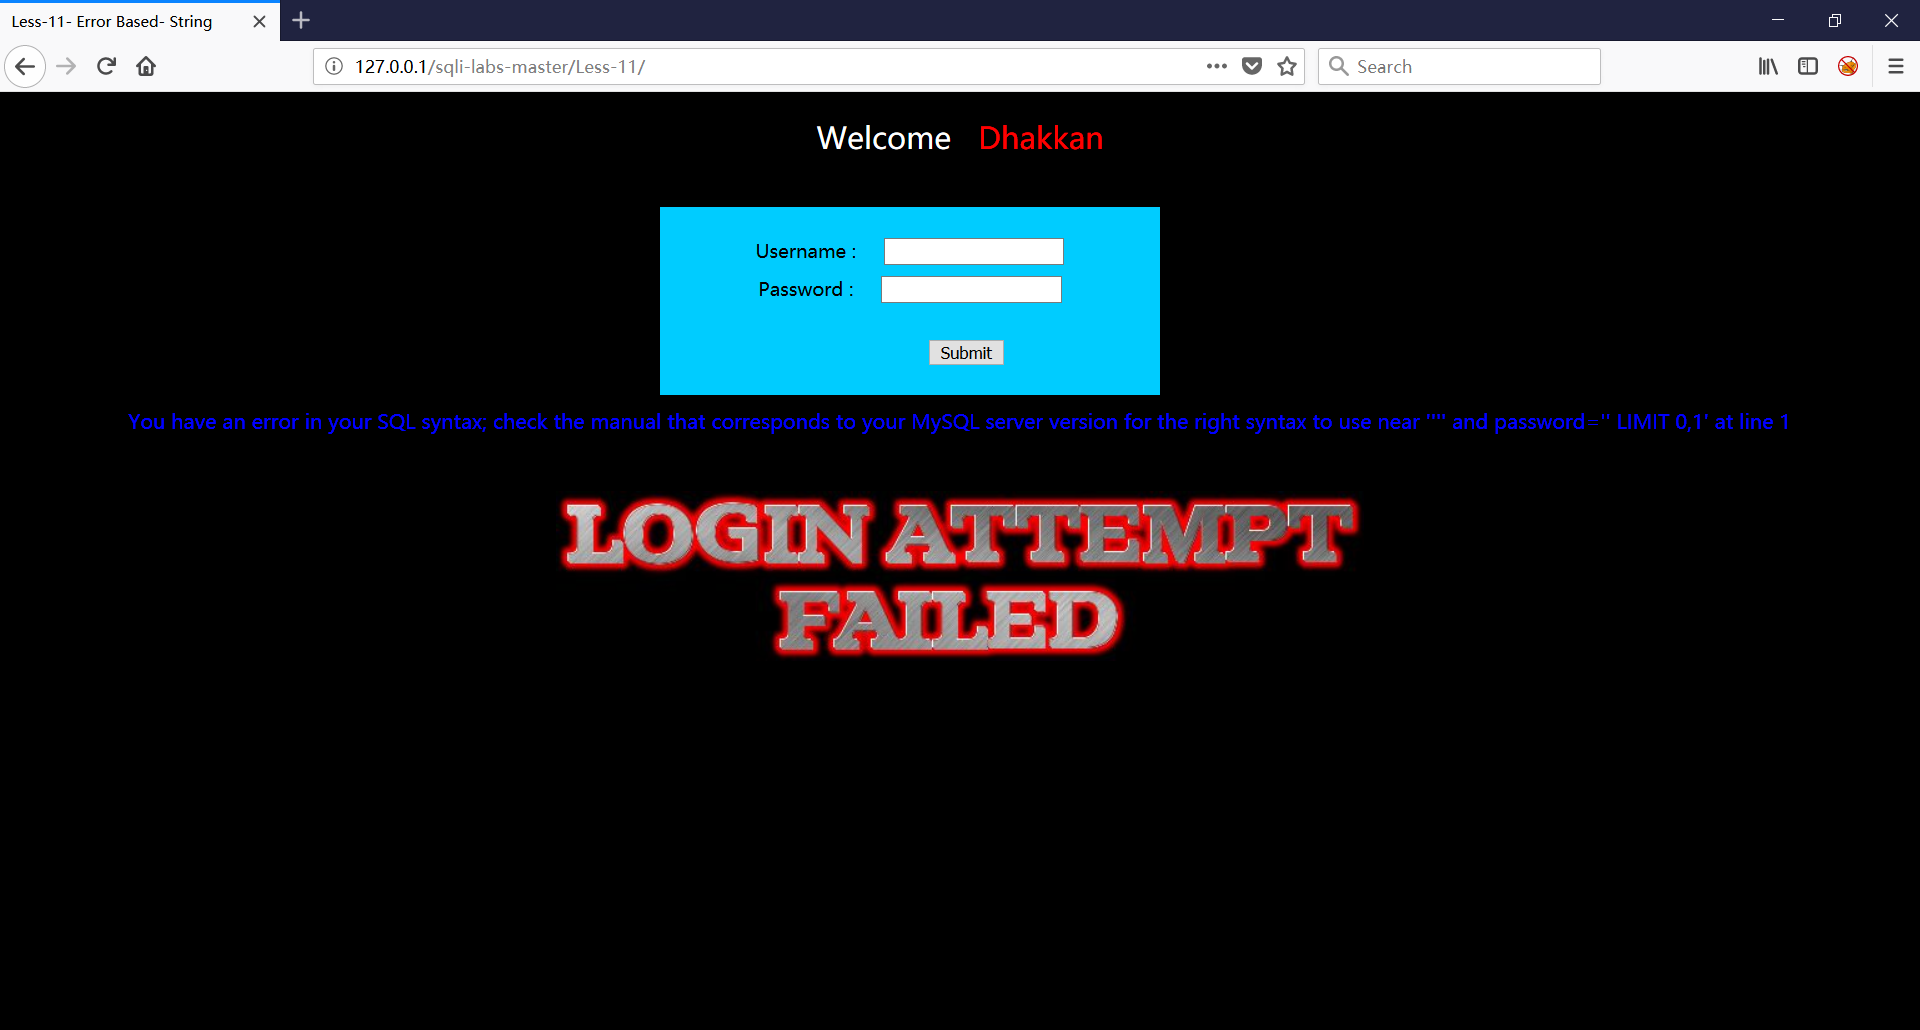 Less-11- Error Based- String
127.0.0.1/sqli-labs-master/Less-11/
Search
Welcome Dhakkan
Username :
Password :
Submit
You have an error in your SQL syntax; check the manual that corresponds to your MySQL server version for the right syntax to use near ''''' and password='' LIMIT 0,1' at line 1
LOGIN ATTEMPT
FAILED